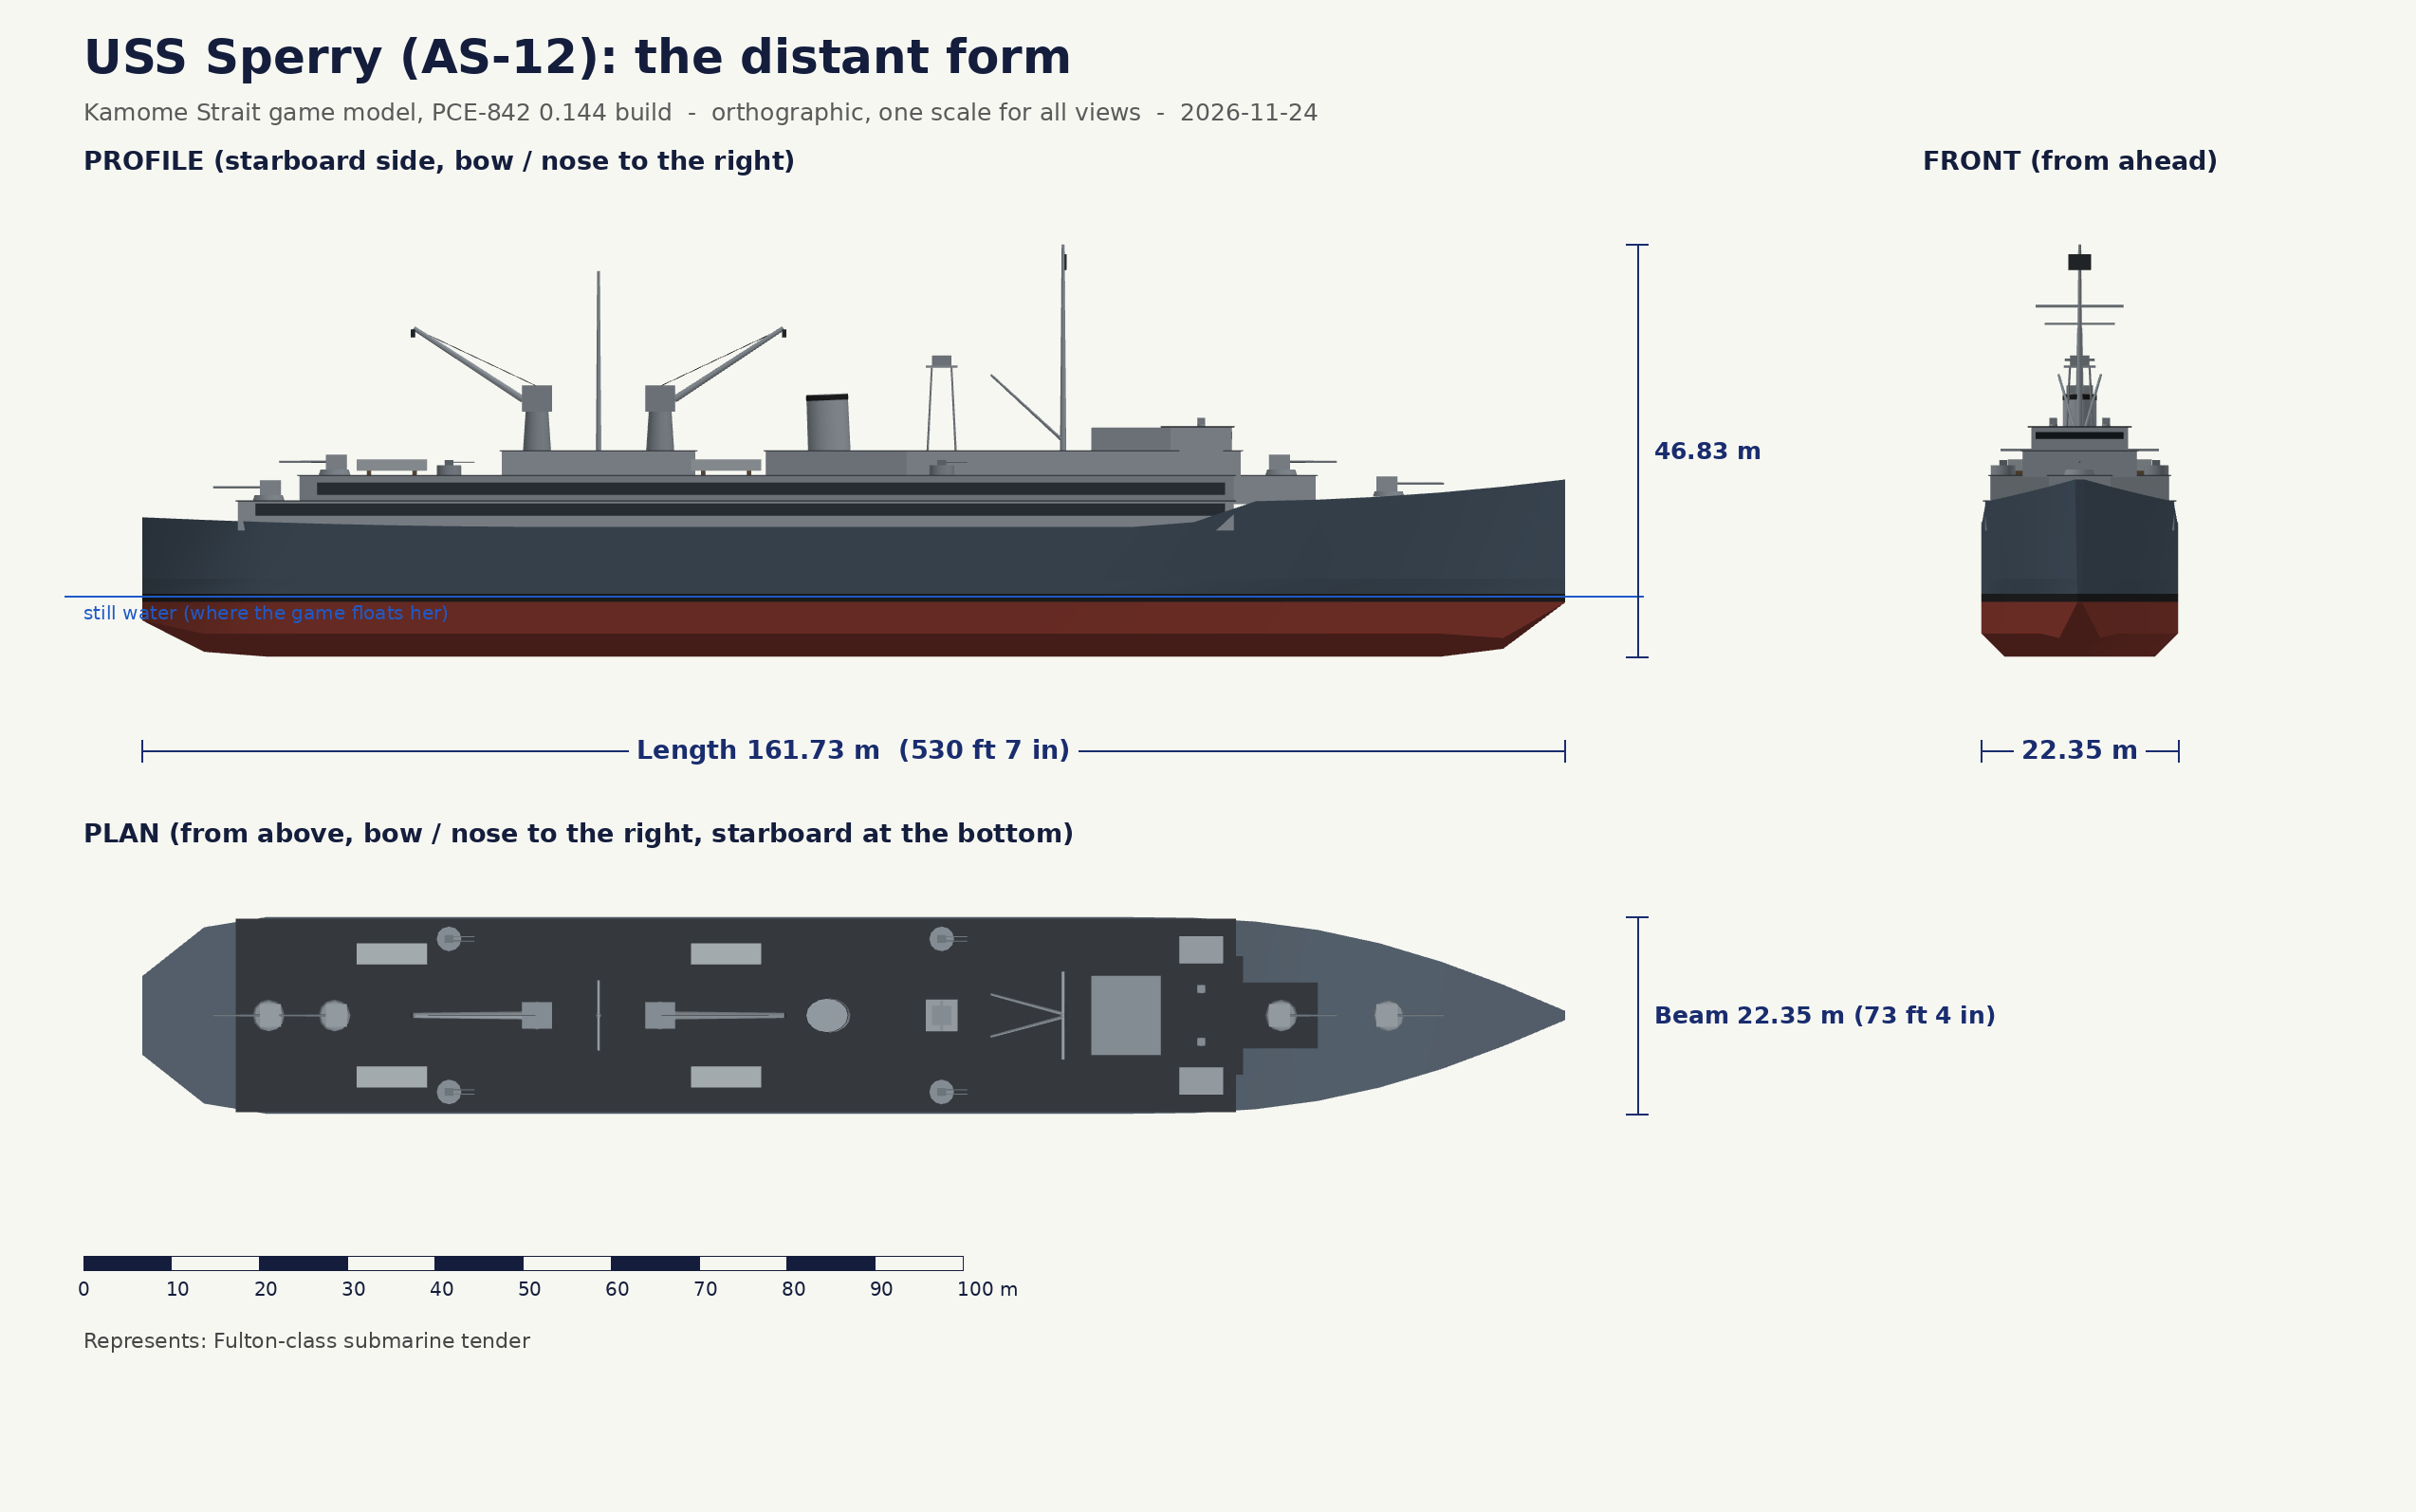 USS Sperry (AS-12): the distant form
Kamome Strait game model, PCE-842 0.144 build - orthographic, one scale for all views - 2026-11-24
PROFILE (starboard side, bow / nose to the right)
FRONT (from ahead)
46.83 m
still water (where the game floats her)
Length 161.73 m (530 ft 7 in)
22.35 m
PLAN (from above, bow / nose to the right, starboard at the bottom)
Beam 22.35 m (73 ft 4 in)
0 10 20 30 40 50 60 70 80 90 100 m
Represents: Fulton-class submarine tender